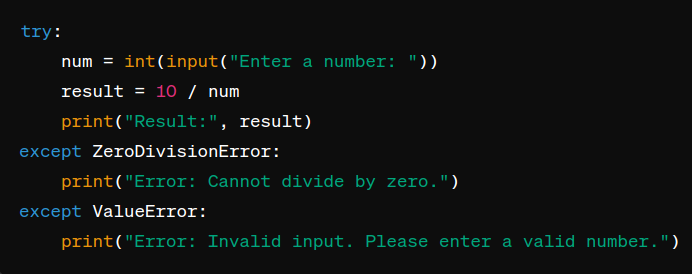 try:
    num = int(input("Enter a number: "))
    result = 10 / num
    print("Result:", result)
except ZeroDivisionError:
    print("Error: Cannot divide by zero.")
except ValueError:
    print("Error: Invalid input. Please enter a valid number.")